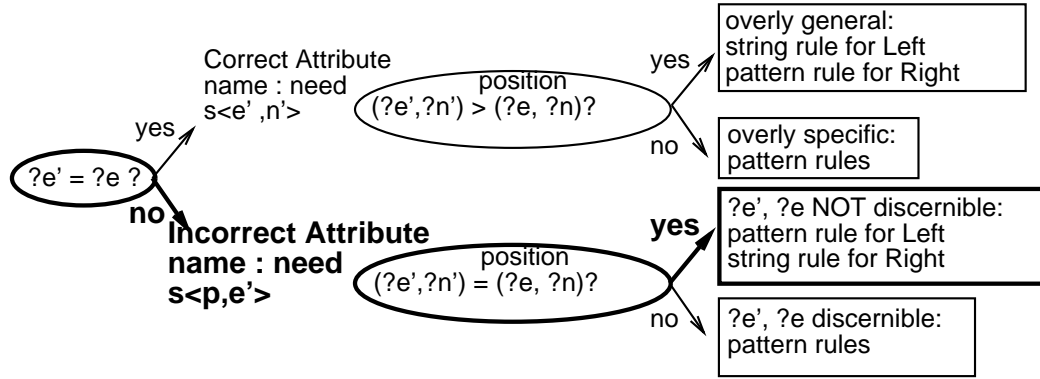 ?e' = ?e ?
yes
no
Correct Attribute
name : need
s<e' ,n'>
position
(?e',?n') > (?e, ?n)?
yes
overly general:
string rule for Left
pattern rule for Right
no
overly specific:
pattern rules
Incorrect Attribute
name : need
s<p,e'>
position
(?e',?n') = (?e, ?n)?
yes
?e', ?e NOT discernible:
pattern rule for Left
string rule for Right
no
?e', ?e discernible:
pattern rules